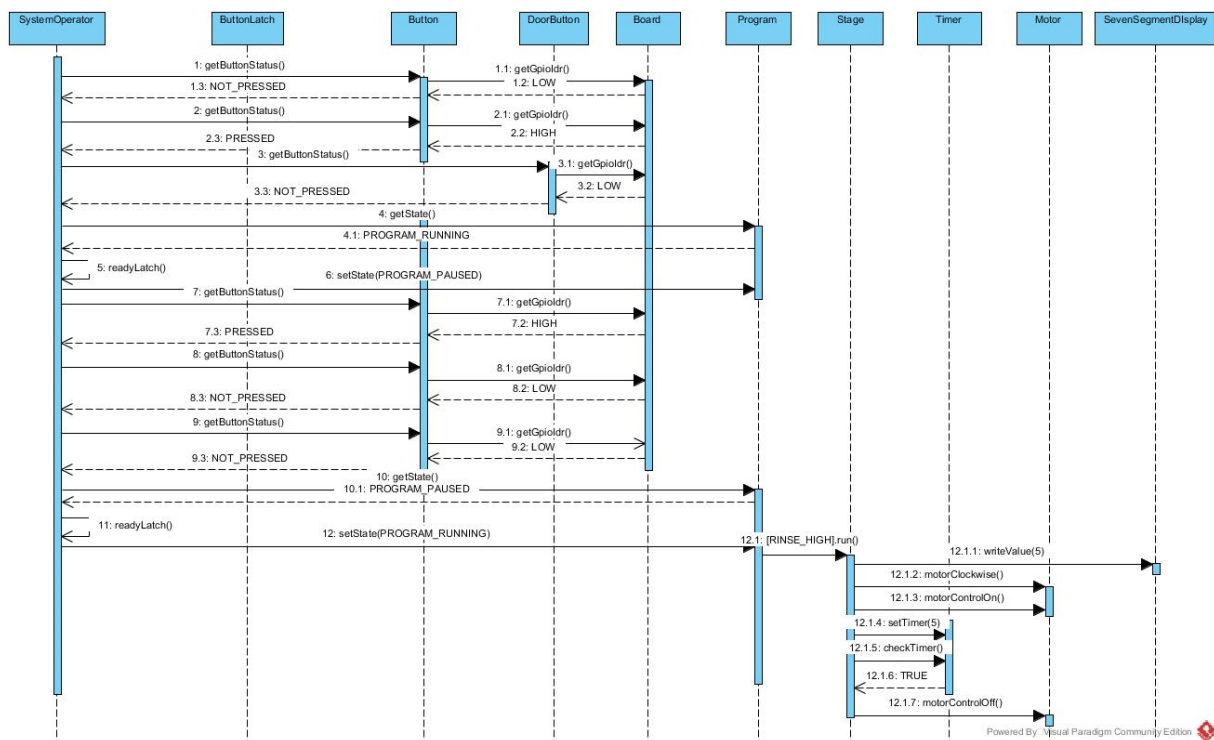 SystemOperator
ButtonLatch
Button
DoorButton
Board
Program
Stage
Timer
Motor
SevenSegmentDIsplay
1: getButtonStatus()
1.1: getGpioIdr()
1.2: LOW
1.3: NOT_PRESSED
2: getButtonStatus()
2.1: getGpioIdr()
2.2: HIGH
2.3: PRESSED
3: getButtonStatus()
3.1: getGpioIdr()
3.2: LOW
3.3: NOT_PRESSED
4: getState()
4.1: PROGRAM_RUNNING
5: readyLatch()
6: setState(PROGRAM_PAUSED)
7: getButtonStatus()
7.1: getGpioIdr()
7.2: HIGH
7.3: PRESSED
8: getButtonStatus()
8.1: getGpioIdr()
8.2: LOW
8.3: NOT_PRESSED
9: getButtonStatus()
9.1: getGpioIdr()
9.2: LOW
9.3: NOT_PRESSED
10: getState()
10.1: PROGRAM_PAUSED
11: readyLatch()
12: setState(PROGRAM_RUNNING)
12.1: [RINSE_HIGH].run()
12.1.1: writeValue(5)
12.1.2: motorClockwise()
12.1.3: motorControlOn()
12.1.4: setTimer(5)
12.1.5: checkTimer()
12.1.6: TRUE
12.1.7: motorControlOff()
Powered By Visual Paradigm Community Edition